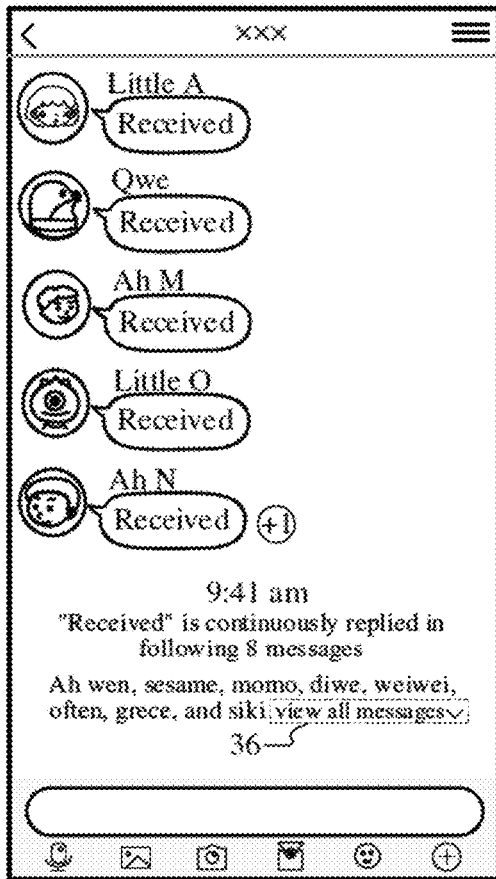 ×××
Little A
Received
Qwe
Received
Ah M
Received
Little O
Received
Ah N
Received +1
9:41 am
"Received" is continuously replied in
following 8 messages
Ah wen, sesame, momo, diwe, weiwei,
often, grece, and siki view all messages
36